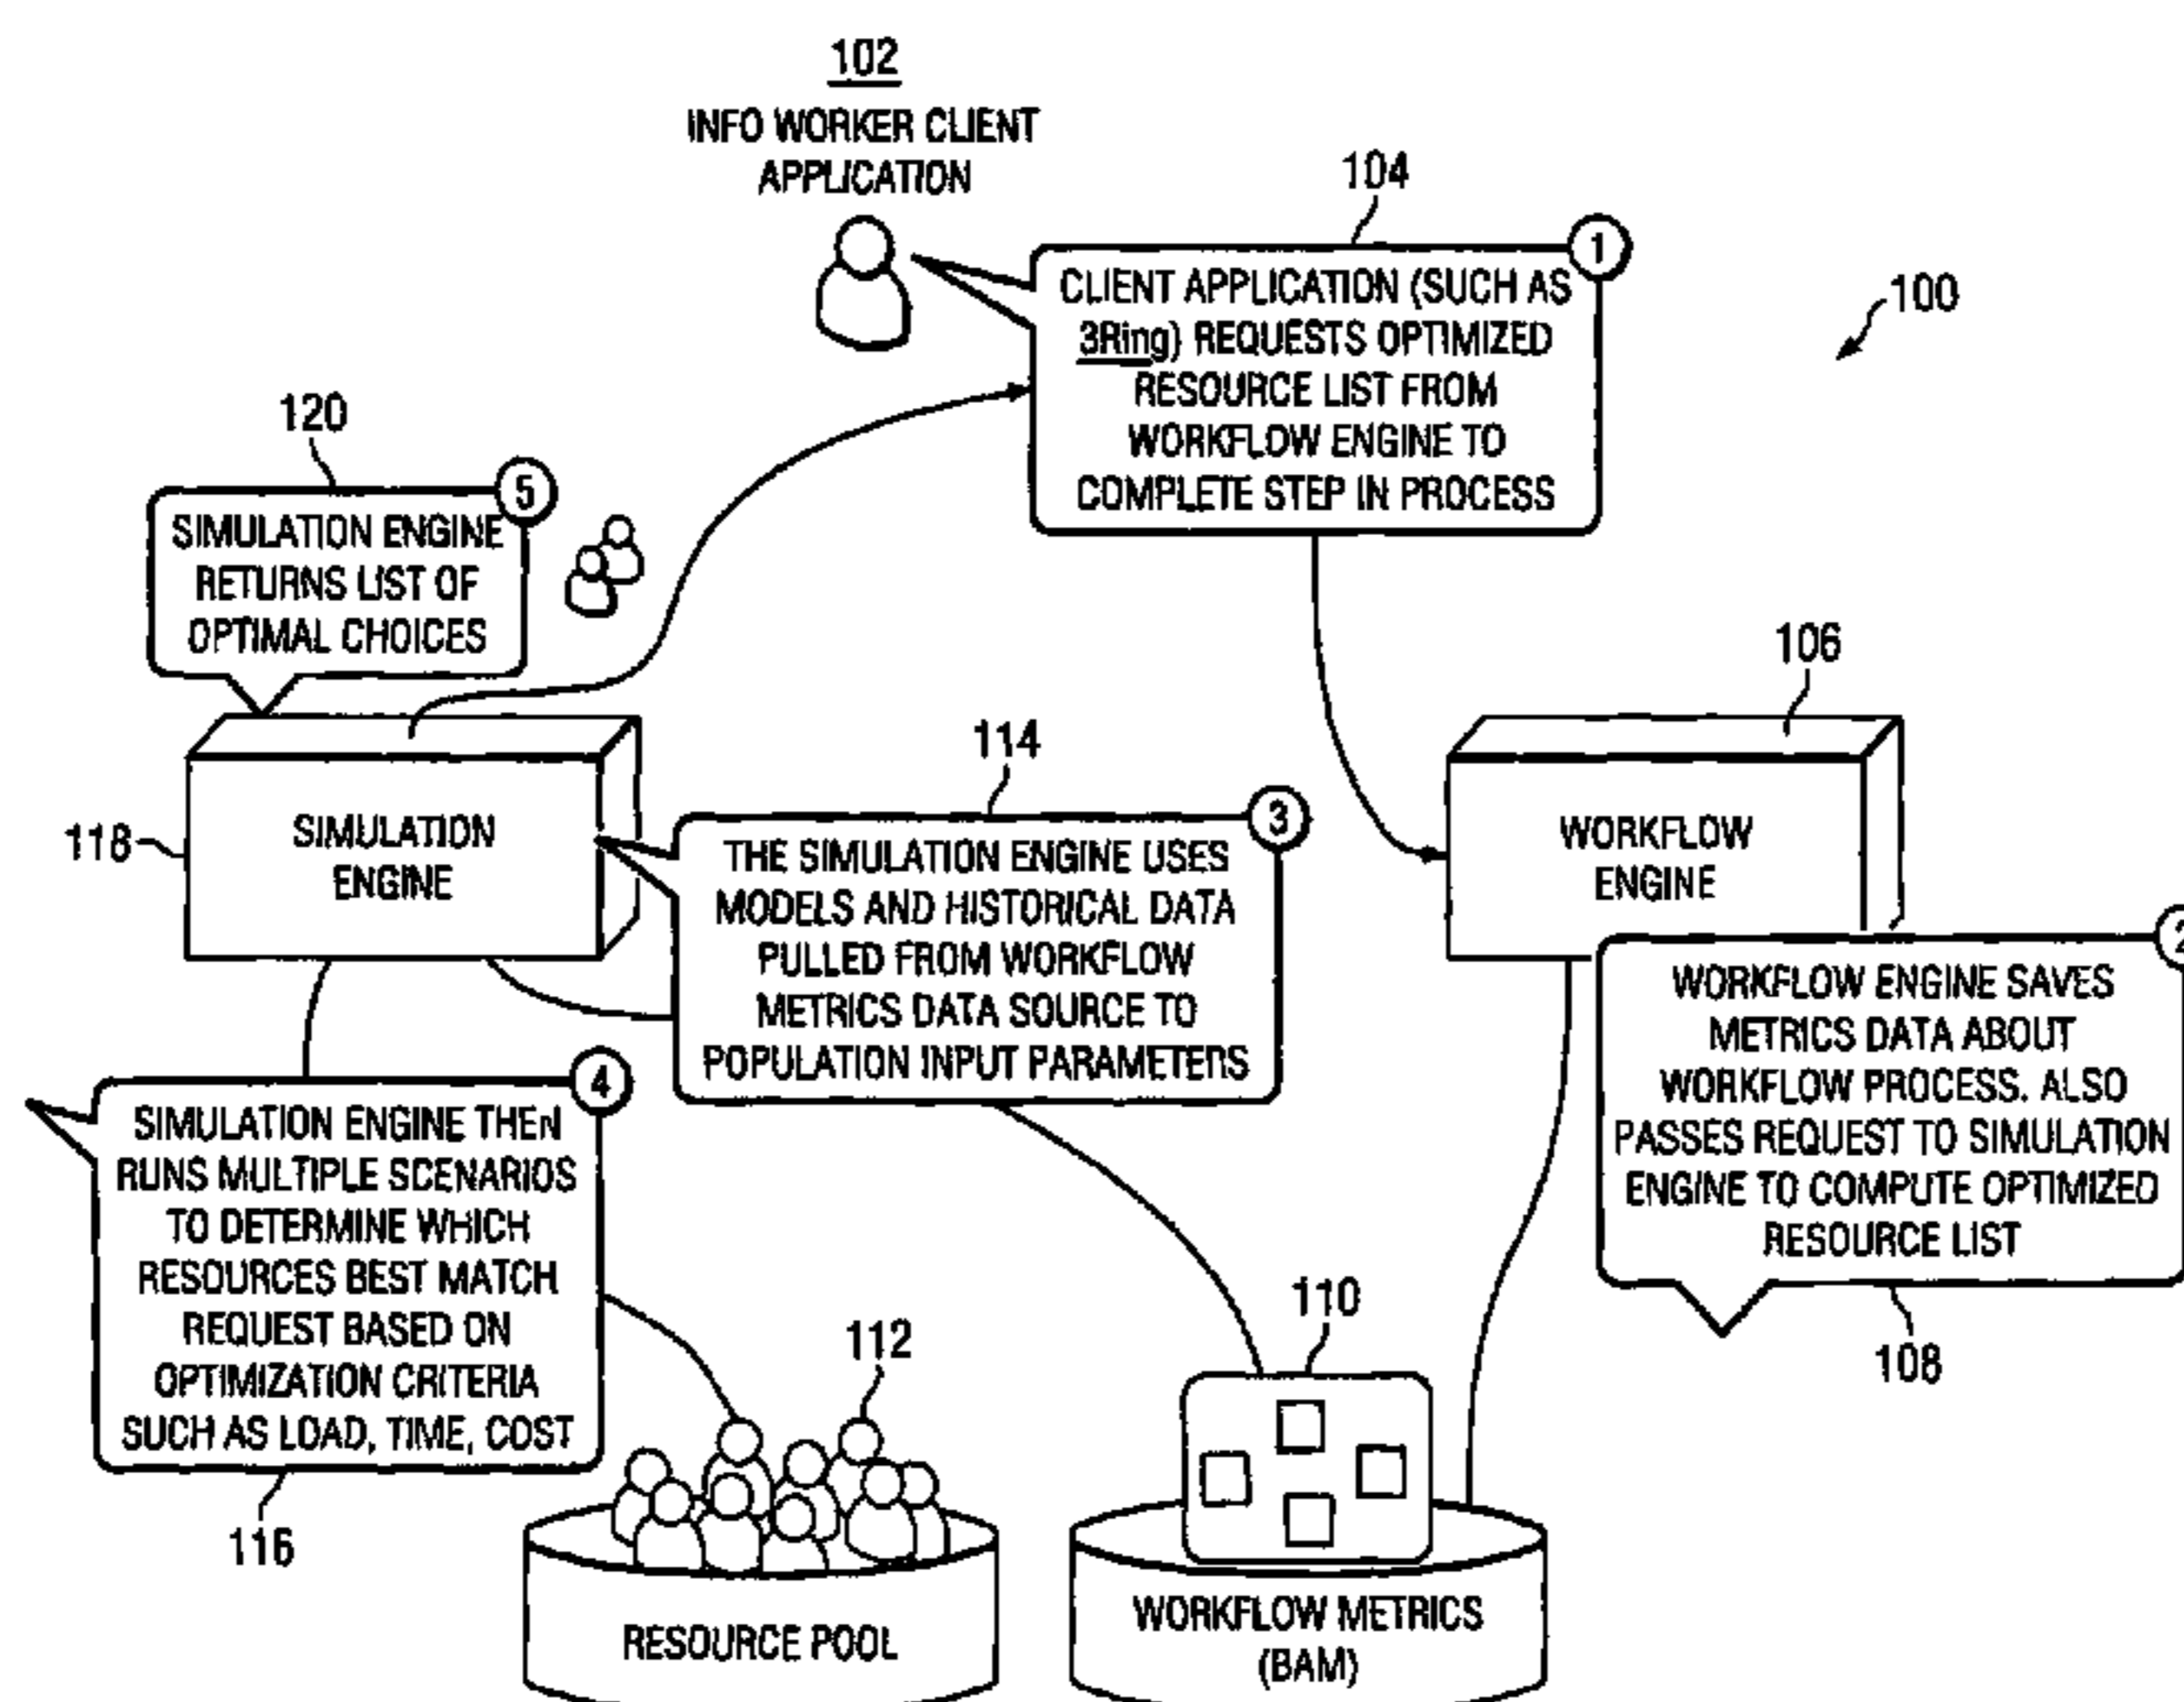 102
INFO WORKER CLIENT
APPLICATION
104
1
CLIENT APPLICATION (SUCH AS
3Ring) REQUESTS OPTIMIZED
RESOURCE LIST FROM
WORKFLOW ENGINE TO
COMPLETE STEP IN PROCESS
100
120
5
SIMULATION ENGINE
RETURNS LIST OF
OPTIMAL CHOICES
106
WORKFLOW
ENGINE
118
SIMULATION
ENGINE
114
3
THE SIMULATION ENGINE USES
MODELS AND HISTORICAL DATA
PULLED FROM WORKFLOW
METRICS DATA SOURCE TO
POPULATION INPUT PARAMETERS
2
WORKFLOW ENGINE SAVES
METRICS DATA ABOUT
WORKFLOW PROCESS. ALSO
PASSES REQUEST TO SIMULATION
ENGINE TO COMPUTE OPTIMIZED
RESOURCE LIST
108
4
SIMULATION ENGINE THEN
RUNS MULTIPLE SCENARIOS
TO DETERMINE WHICH
RESOURCES BEST MATCH
REQUEST BASED ON
OPTIMIZATION CRITERIA
SUCH AS LOAD, TIME, COST
116
112
RESOURCE POOL
110
WORKFLOW METRICS
(BAM)